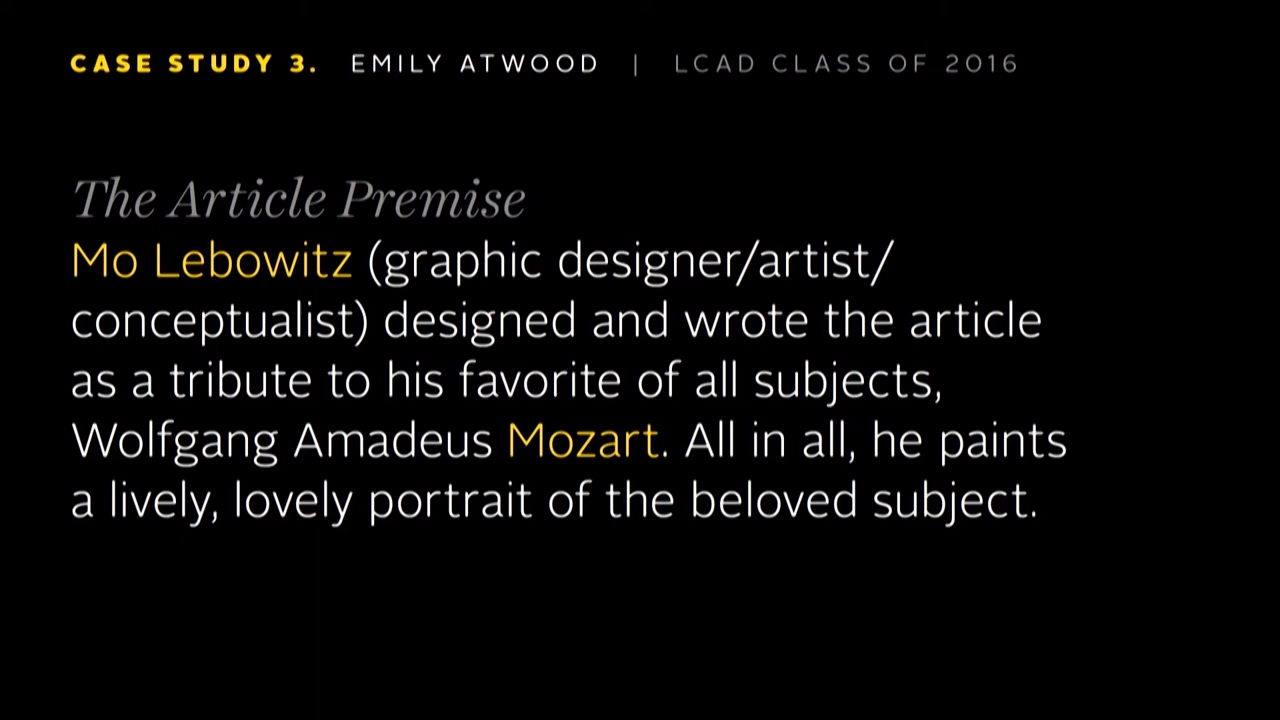 CASE STUDY 3. EMILY ATWOOD | LCAD CLASS OF 2016
The Article Premise
Mo Lebowitz (graphic designer/artist/
conceptualist) designed and wrote the article
as a tribute to his favorite of all subjects,
Wolfgang Amadeus Mozart. All in all, he paints
a lively, lovely portrait of the beloved subject.